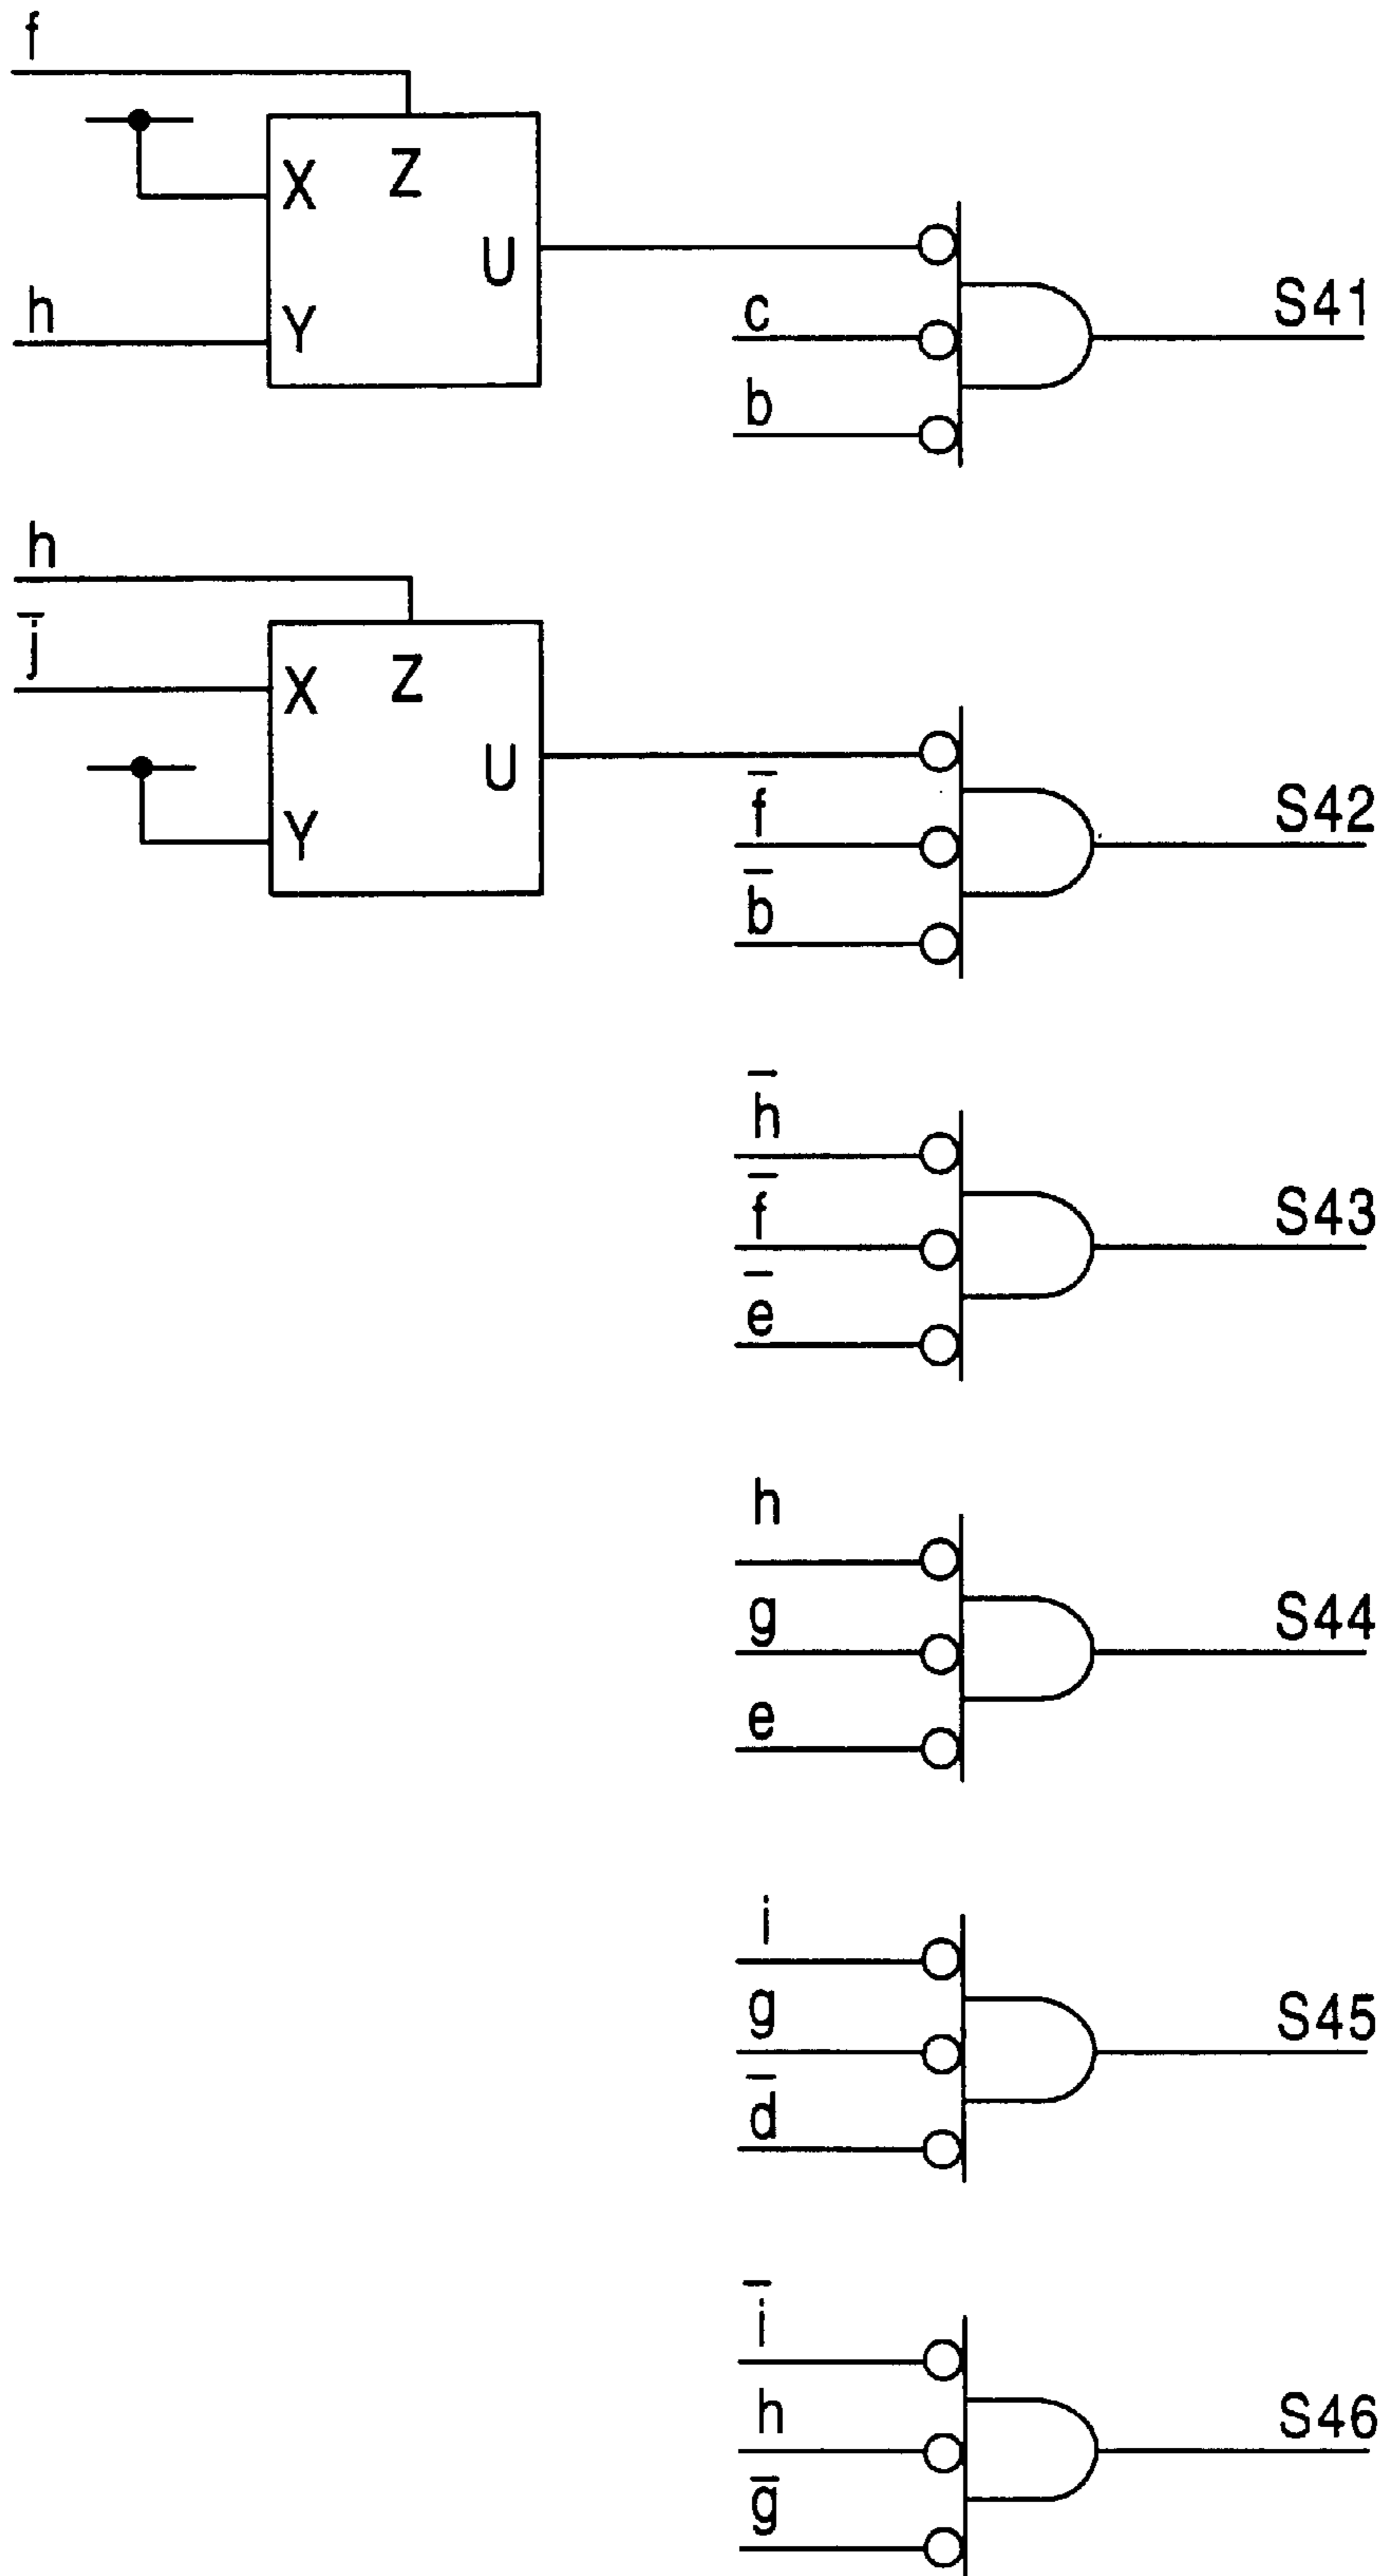 f
X Z
U
h Y
c S41
b
h
j̅
X Z
U
Y
f̅ S42
b̅
h̅
f̅ S43
e̅
h
g S44
e
i
g S45
d̅
i̅
h S46
g̅